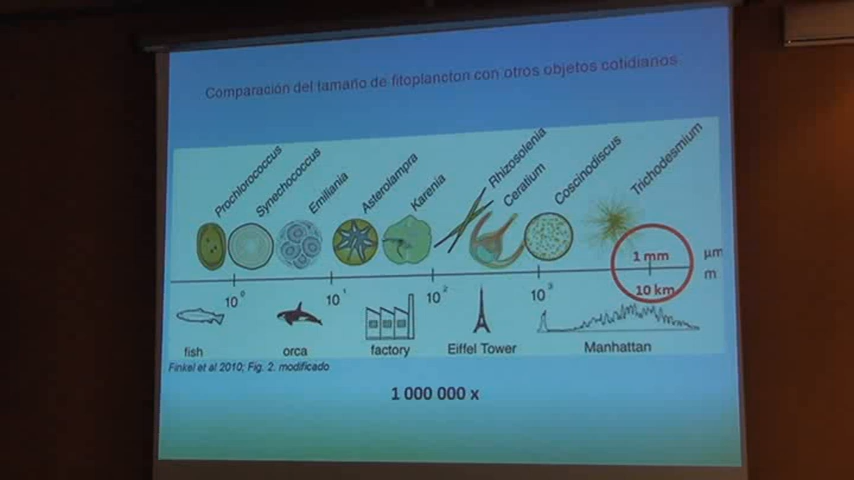 Comparación del tamaño de fitoplancton con otros objetos cotidianos
Prochlorococcus
Synechococcus
Emiliania
Asterolampra
Karenia
Rhizosolenia
Ceratium
Coscinodiscus
Trichodesmium
1 mm
µm
10⁰
10¹
10²
10³
10 km
m
fish
orca
factory
Eiffel Tower
Manhattan
Finkel et al 2010; Fig. 2. modificado
1 000 000 x